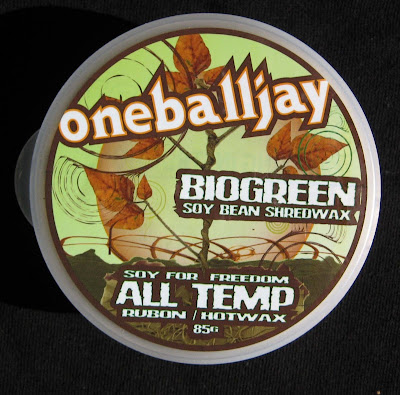 oneballjay
BIOGREEN
SOY BEAN SHREDWAX
SOY FOR FREEDOM
ALL TEMP
RUBON / HOTWAX
85G